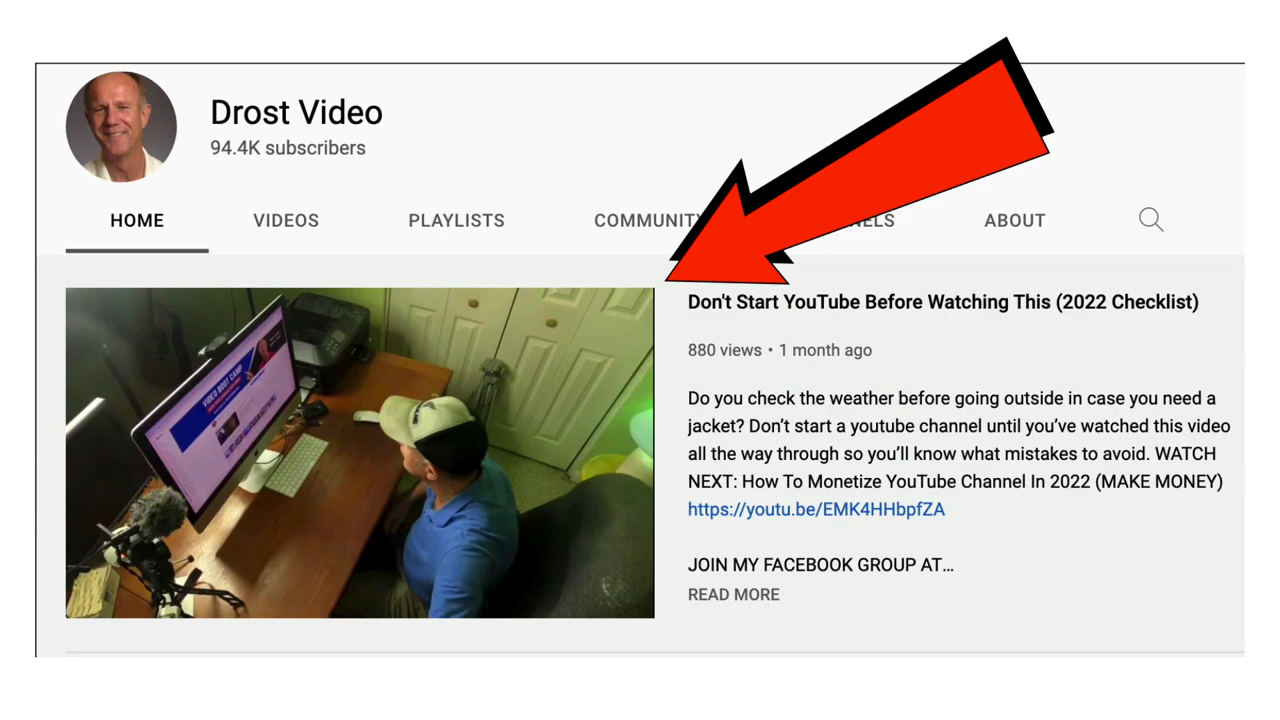 Drost Video
94.4K subscribers
HOME VIDEOS PLAYLISTS COMMUNITY NELS ABOUT
VIDEO BOOT CAMP
Don't Start YouTube Before Watching This (2022 Checklist)
880 views • 1 month ago
Do you check the weather before going outside in case you need a
jacket? Don't start a youtube channel until you've watched this video
all the way through so you'll know what mistakes to avoid. WATCH
NEXT: How To Monetize YouTube Channel In 2022 (MAKE MONEY)
https://youtu.be/EMK4HHbpfZA
JOIN MY FACEBOOK GROUP AT...
READ MORE